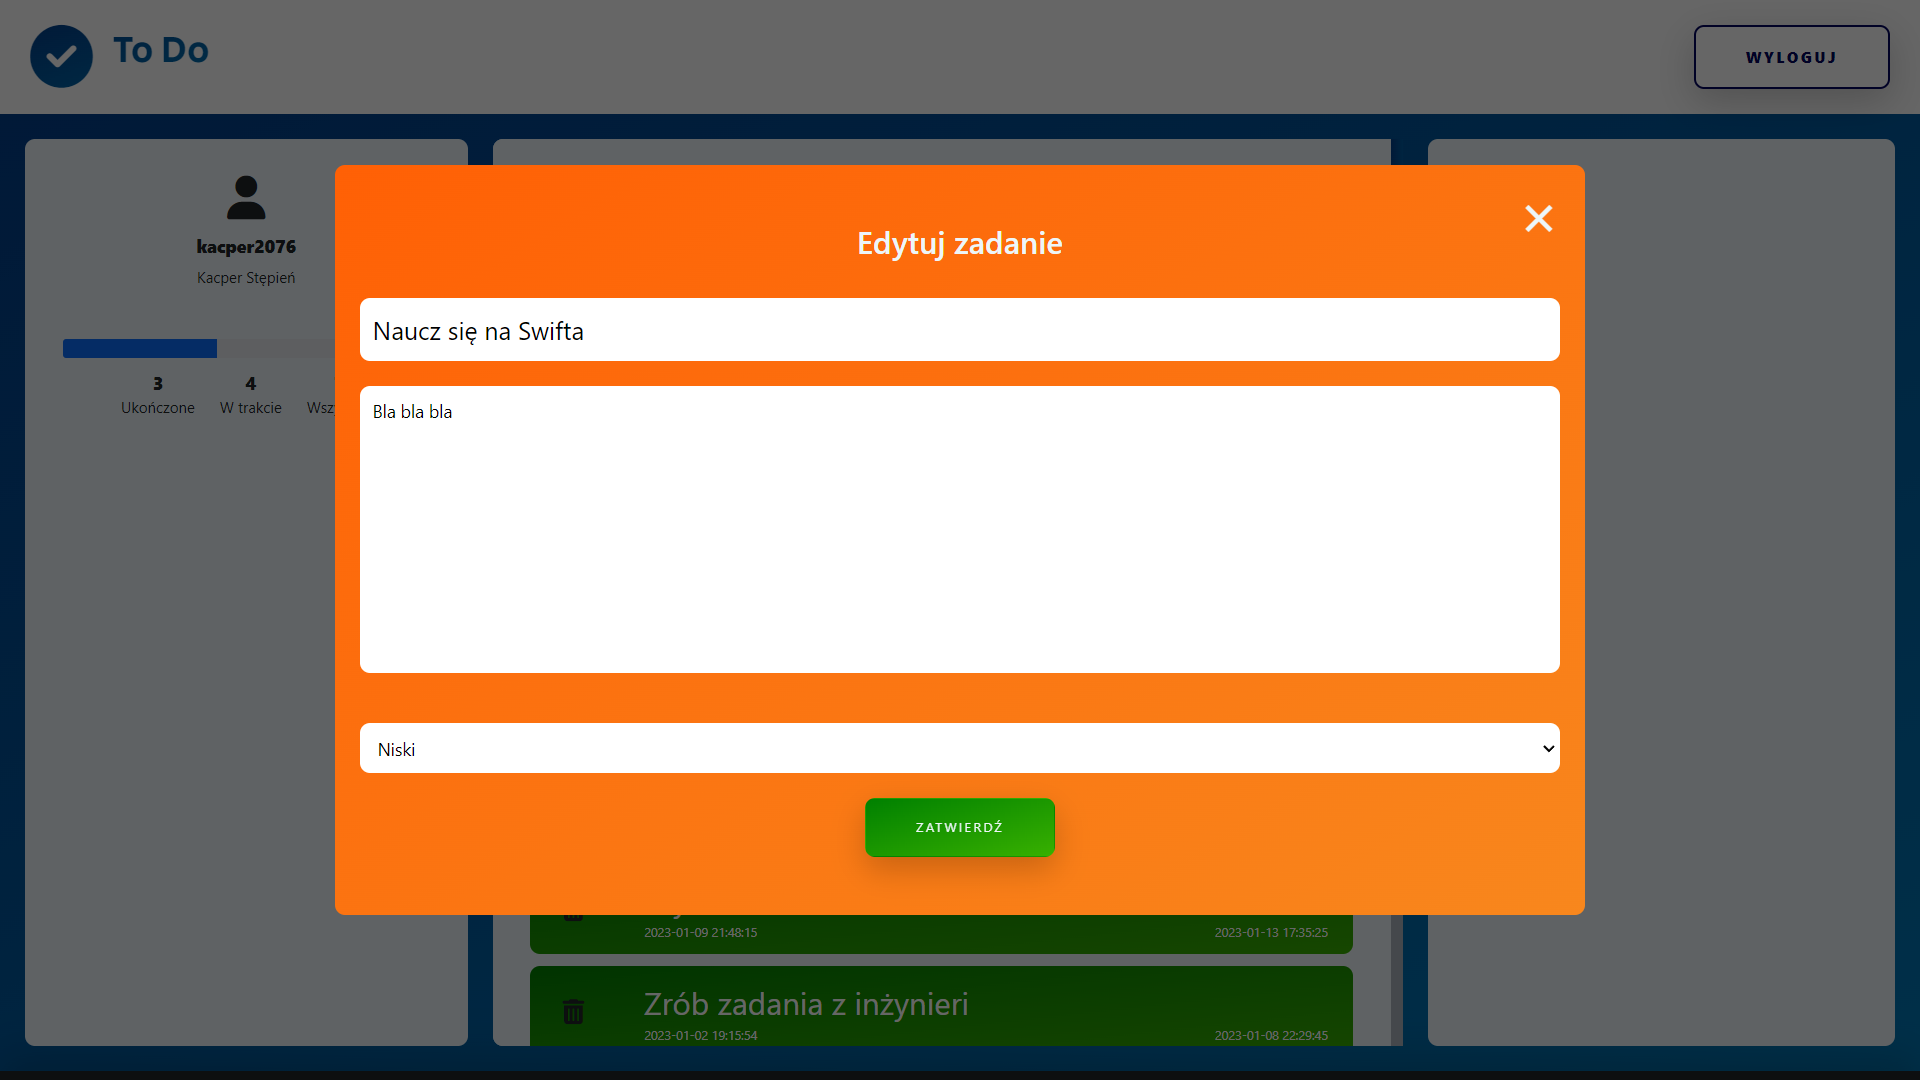 To Do
WYLOGUJ
kacper2076
Kacper Stępień
3
Ukończone
4
W trakcie
Edytuj zadanie
Naucz się na Swifta
Bla bla bla
Niski
ZATWIERDŹ
2023-01-09 21:48:15
2023-01-13 17:35:25
Zrób zadania z inżynieri
2023-01-02 19:15:54
2023-01-08 22:29:45